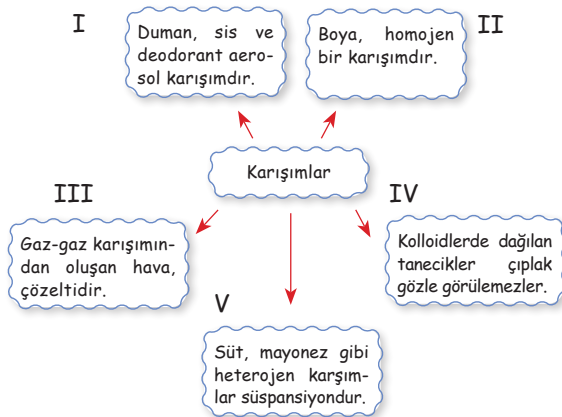 I
Duman, sis ve
deodorant aero-
sol karışımdır.
II
Boya, homojen
bir karışımdır.
Karışımlar
III
Gaz-gaz karışımın-
dan oluşan hava,
çözeltidir.
IV
Kolloidlerde dağılan
tanecikler çıplak
gözle görülemezler.
V
Süt, mayonez gibi
heterojen karşım-
lar süspansiyondur.